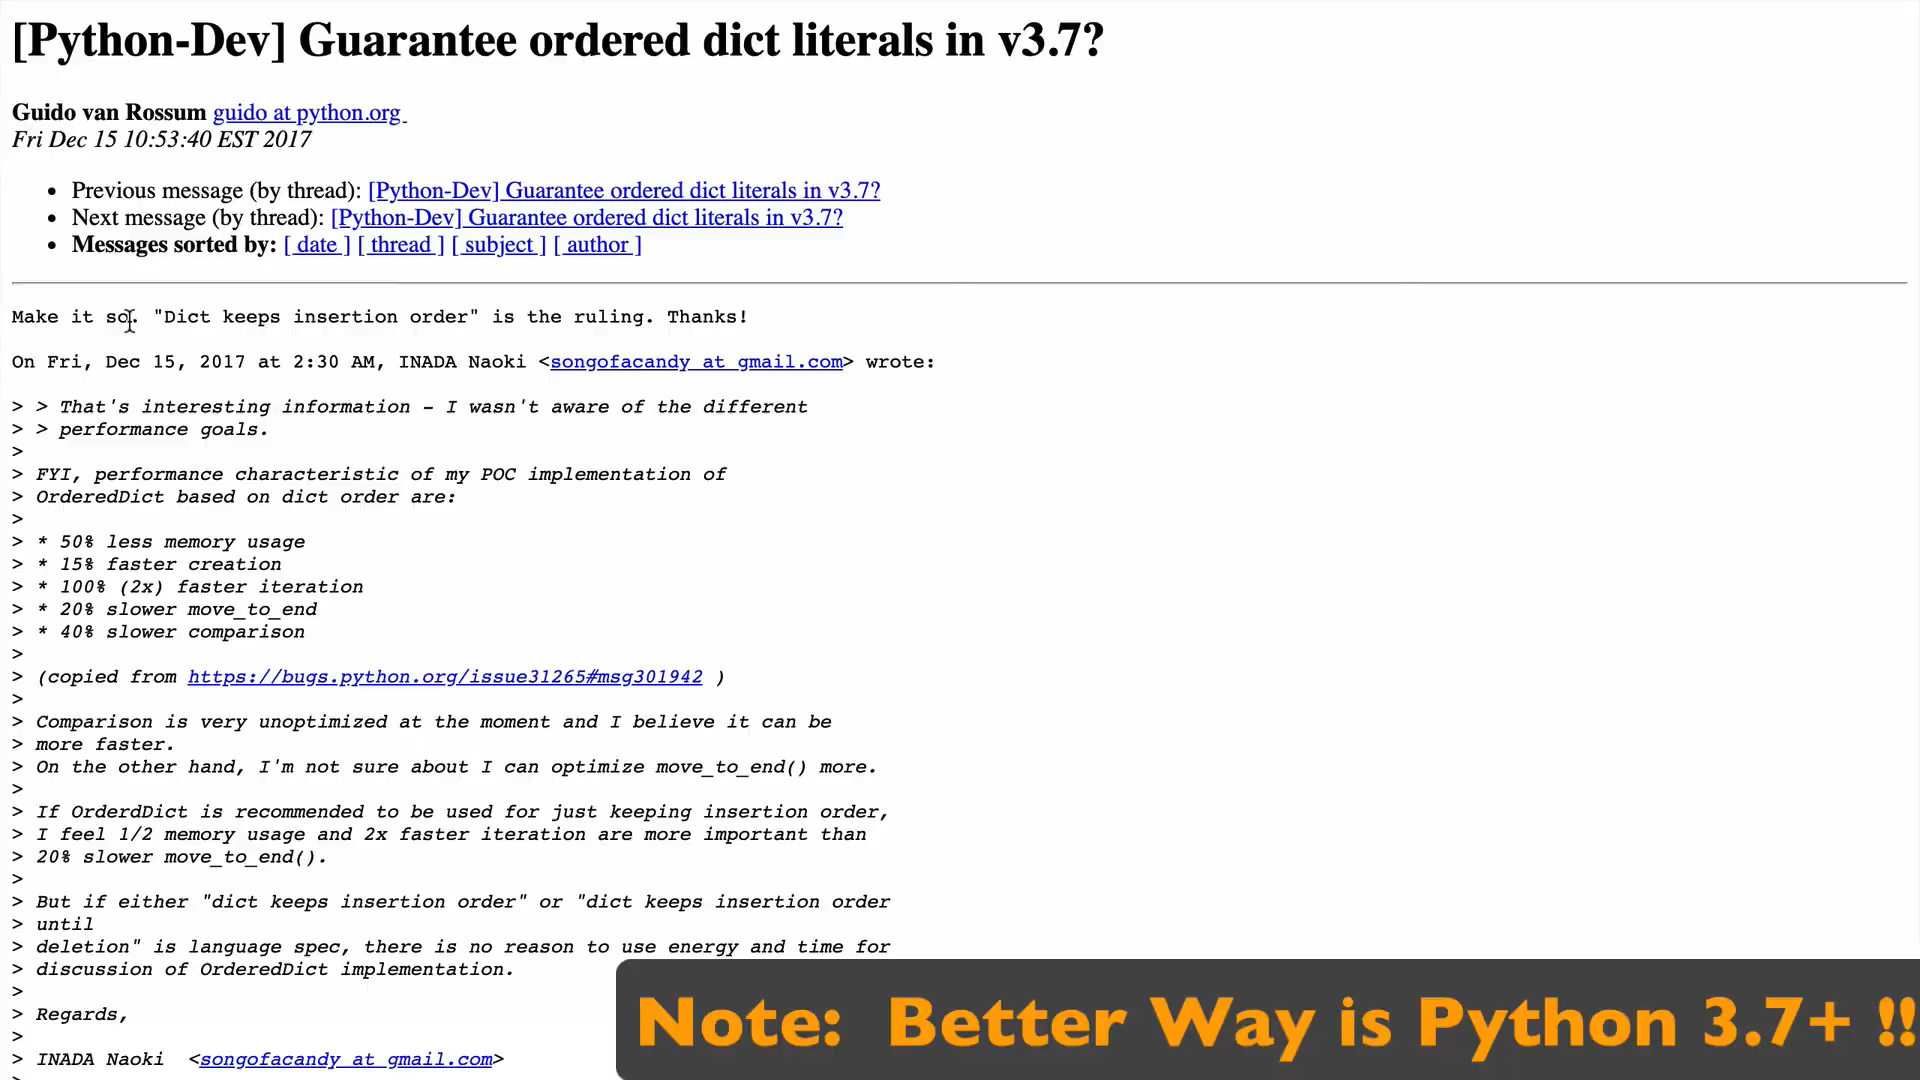 [Python-Dev] Guarantee ordered dict literals in v3.7?
Guido van Rossum guido at python.org
Fri Dec 15 10:53:40 EST 2017
• Previous message (by thread): [Python-Dev] Guarantee ordered dict literals in v3.7?
• Next message (by thread): [Python-Dev] Guarantee ordered dict literals in v3.7?
• Messages sorted by: [ date ] [ thread ] [ subject ] [ author ]
Make it so. "Dict keeps insertion order" is the ruling. Thanks!
On Fri, Dec 15, 2017 at 2:30 AM, INADA Naoki <songofacandy at gmail.com> wrote:
> > That's interesting information - I wasn't aware of the different
> > performance goals.
>
> FYI, performance characteristic of my POC implementation of
> OrderedDict based on dict order are:
>
> * 50% less memory usage
> * 15% faster creation
> * 100% (2x) faster iteration
> * 20% slower move_to_end
> * 40% slower comparison
>
> (copied from https://bugs.python.org/issue31265#msg301942 )
>
> Comparison is very unoptimized at the moment and I believe it can be
> more faster.
> On the other hand, I'm not sure about I can optimize move_to_end() more.
>
> If OrderdDict is recommended to be used for just keeping insertion order,
> I feel 1/2 memory usage and 2x faster iteration are more important than
> 20% slower move_to_end().
>
> But if either "dict keeps insertion order" or "dict keeps insertion order
> until
> deletion" is language spec, there is no reason to use energy and time for
> discussion of OrderedDict implementation.
>
> Regards,
>
> INADA Naoki <songofacandy at gmail.com>
>
Note: Better Way is Python 3.7+ !!